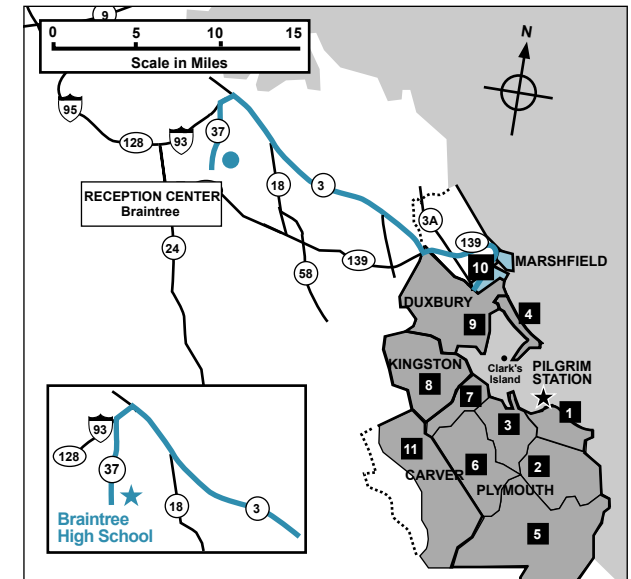 9
0 5 10 15
Scale in Miles
N
95
37
128
93
18
3
RECEPTION CENTER
Braintree
3A
139
24
139
58
10
MARSHFIELD
DUXBURY
4
9
Clark's
Island
KINGSTON
PILGRIM
STATION
8
7
1
3
11
CARVER
6
2
PLYMOUTH
5
93
128
37
18
3
Braintree
High School